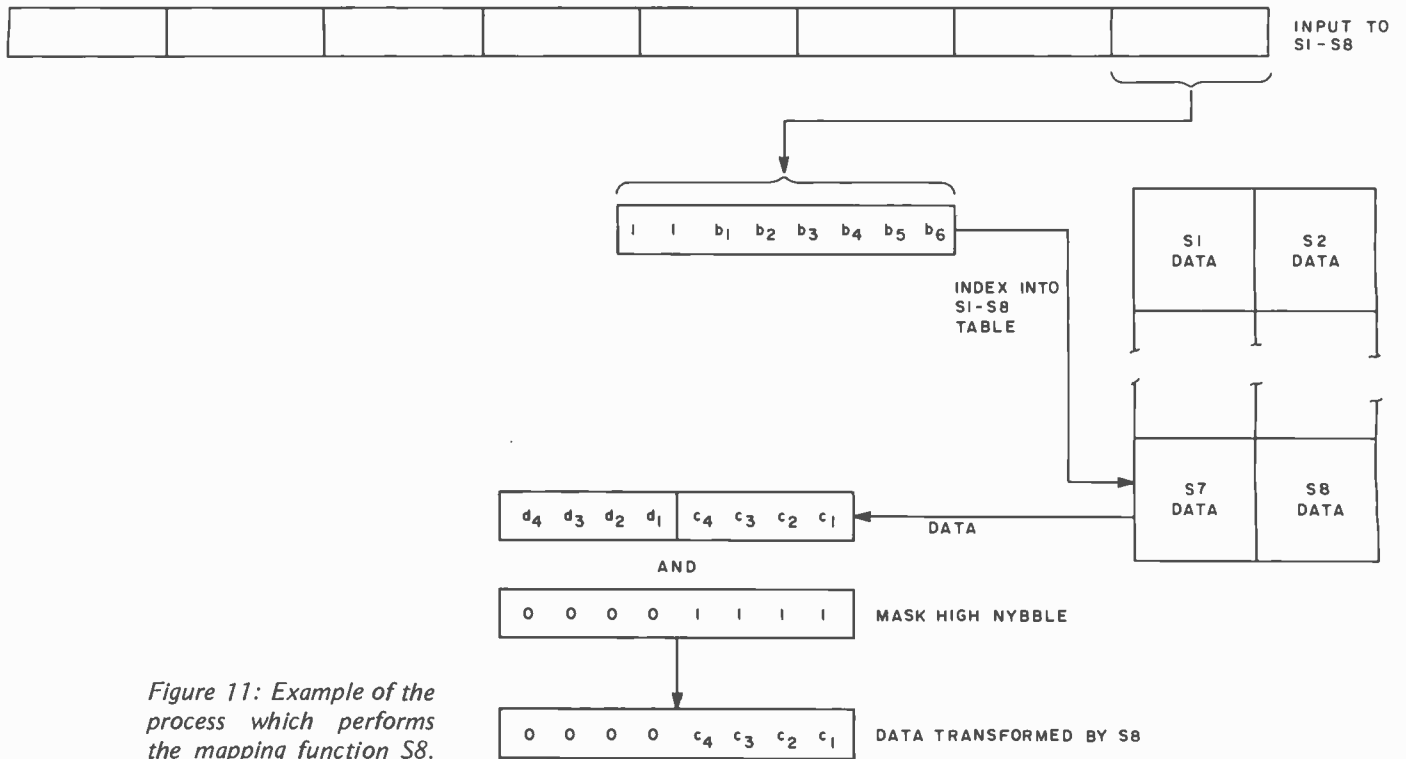 INPUT TO
S1-S8
1 1 b1 b2 b3 b4 b5 b6
S1
DATA
S2
DATA
INDEX INTO
S1-S8
TABLE
S7
DATA
S8
DATA
d4 d3 d2 d1 c4 c3 c2 c1
DATA
AND
0 0 0 0 1 1 1 1
MASK HIGH NYBBLE
Figure 11: Example of the
process which performs
the mapping function S8.
0 0 0 0 c4 c3 c2 c1
DATA TRANSFORMED BY S8